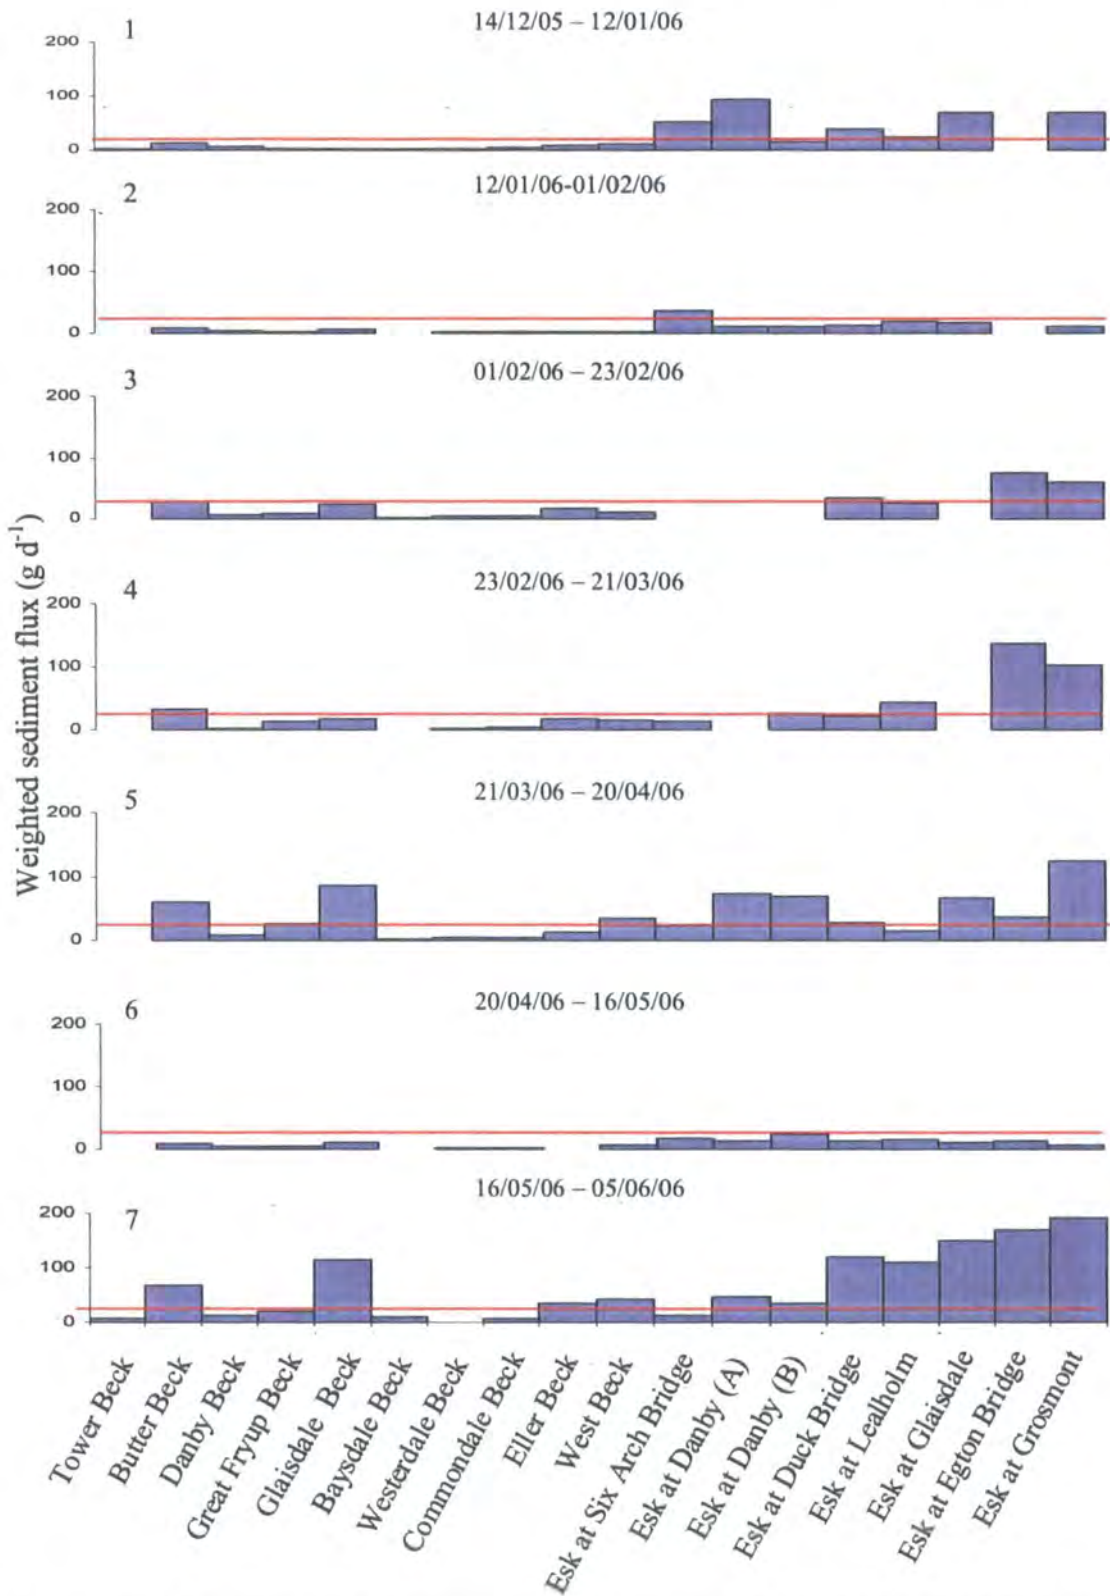 1
14/12/05 – 12/01/06
200
100
0
2
12/01/06-01/02/06
200
100
0
3
01/02/06 – 23/02/06
200
100
0
4
23/02/06 – 21/03/06
200
100
0
5
21/03/06 – 20/04/06
200
100
0
6
20/04/06 – 16/05/06
200
100
0
7
16/05/06 – 05/06/06
200
100
0
Weighted sediment flux (g d⁻¹)
Tower Beck
Butter Beck
Danby Beck
Great Fryup Beck
Glaisdale Beck
Baysdale Beck
Westerdale Beck
Commondale Beck
Eller Beck
West Beck
Esk at Six Arch Bridge
Esk at Danby (A)
Esk at Danby (B)
Esk at Duck Bridge
Esk at Lealholm
Esk at Glaisdale
Esk at Egton Bridge
Esk at Grosmont